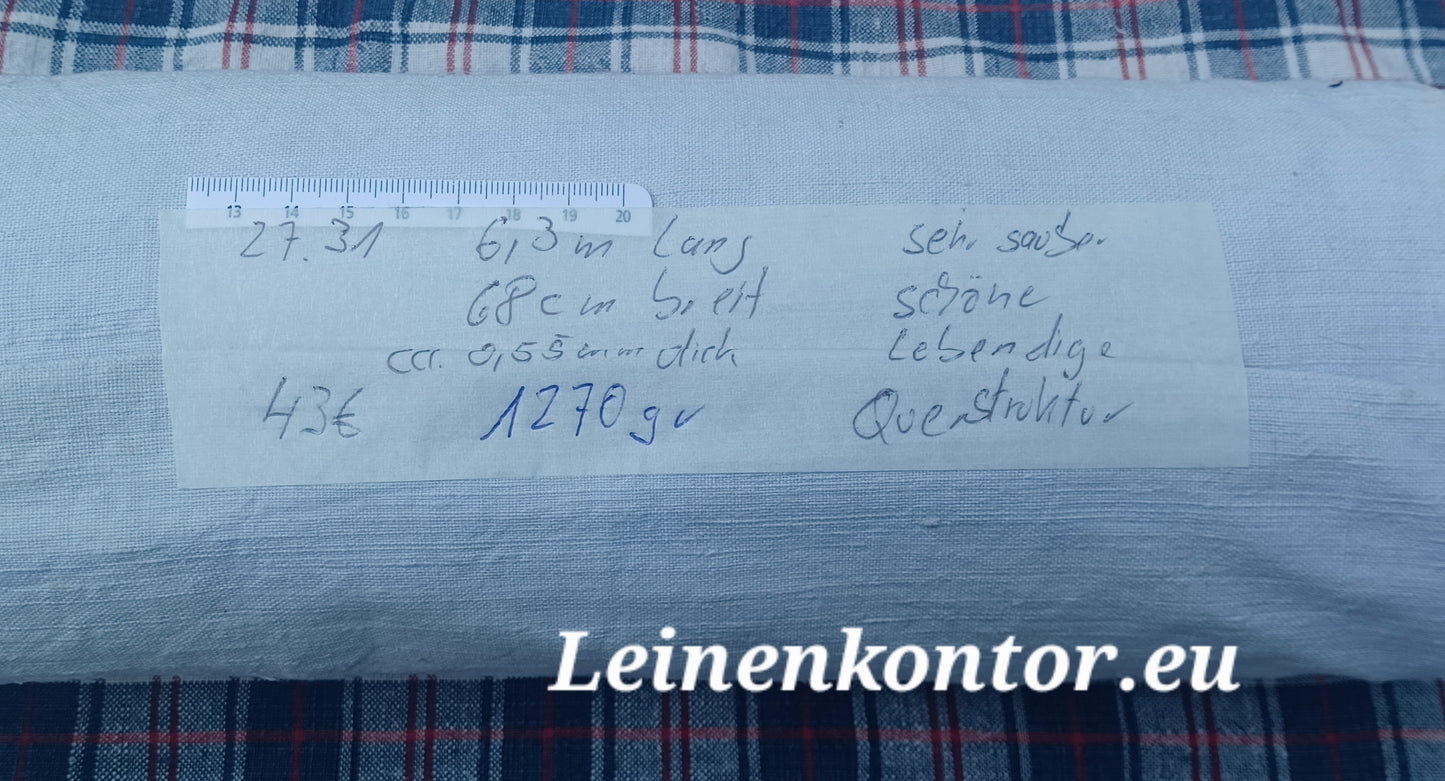 13 14 15 16 17 18 19 20
27.31 6,3 m lang sehr sauber
68 cm breit schöne
ca. 0,55 mm dick lebendige
43€ 1270 gr Querstruktur
Leinenkontor.eu